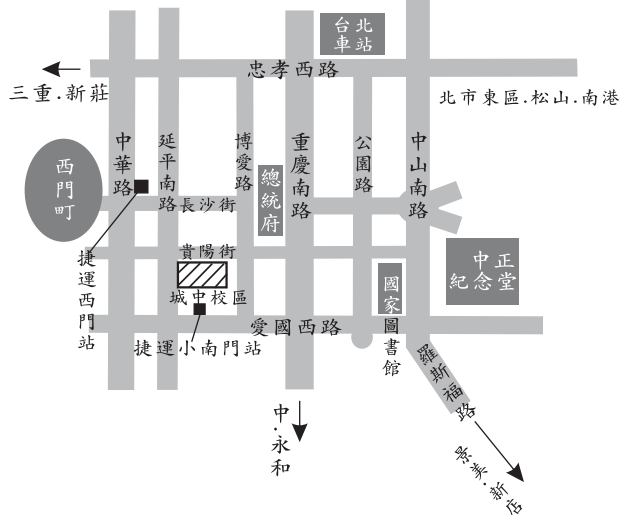 台北
車站
忠孝西路
三重.新莊
北市東區.松山.南港
中華路
延平南路
博愛路
重慶南路
公園路
中山南路
西門町
總統府
長沙街
貴陽街
中正
紀念堂
捷運西門站
城中校區
國家圖書館
愛國西路
捷運小南門站
羅斯福路
中.永和
景美.新店